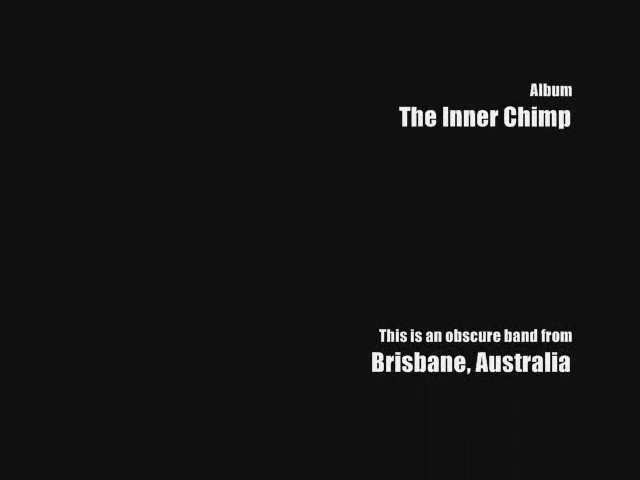 Album
The Inner Chimp
This is an obscure band from
Brisbane, Australia